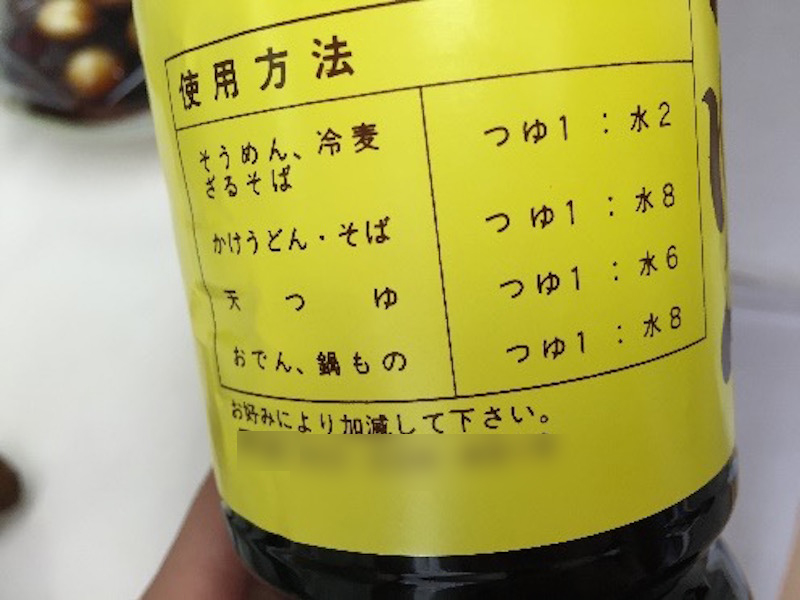 使用方法
そうめん、冷麦
ざるそば
つゆ1 : 水2
かけうどん・そば
つゆ1 : 水8
天つゆ
つゆ1 : 水6
おでん、鍋もの
つゆ1 : 水8
お好みにより加減して下さい。